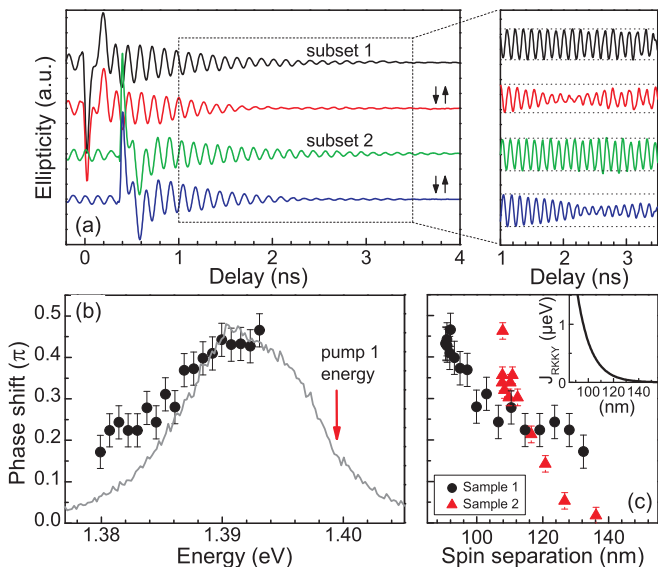 subset 1
subset 2
Ellipticity (a.u.)
(a)
0 1 2 3 4
Delay (ns)
1 2 3
Delay (ns)
(b)
pump 1
energy
0.5
0.4
0.3
0.2
0.1
0.0
Phase shift (π)
1.38 1.39 1.40
Energy (eV)
J_RKKY (μeV)
1
0
100 120 140
(nm)
Sample 1
Sample 2
(c)
100 120 140
Spin separation (nm)